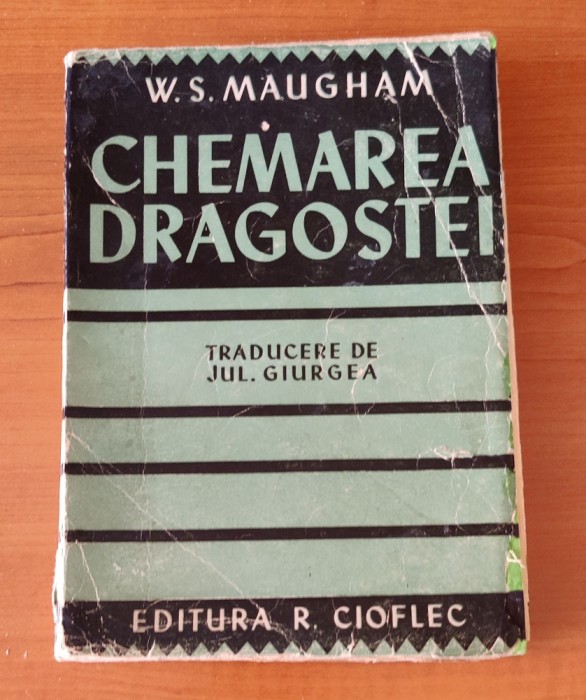 W. S. MAUGHAM
CHEMAREA
DRAGOSTEI
TRADUCERE DE
JUL. GIURGEA
EDITURA R. CIOFLEC